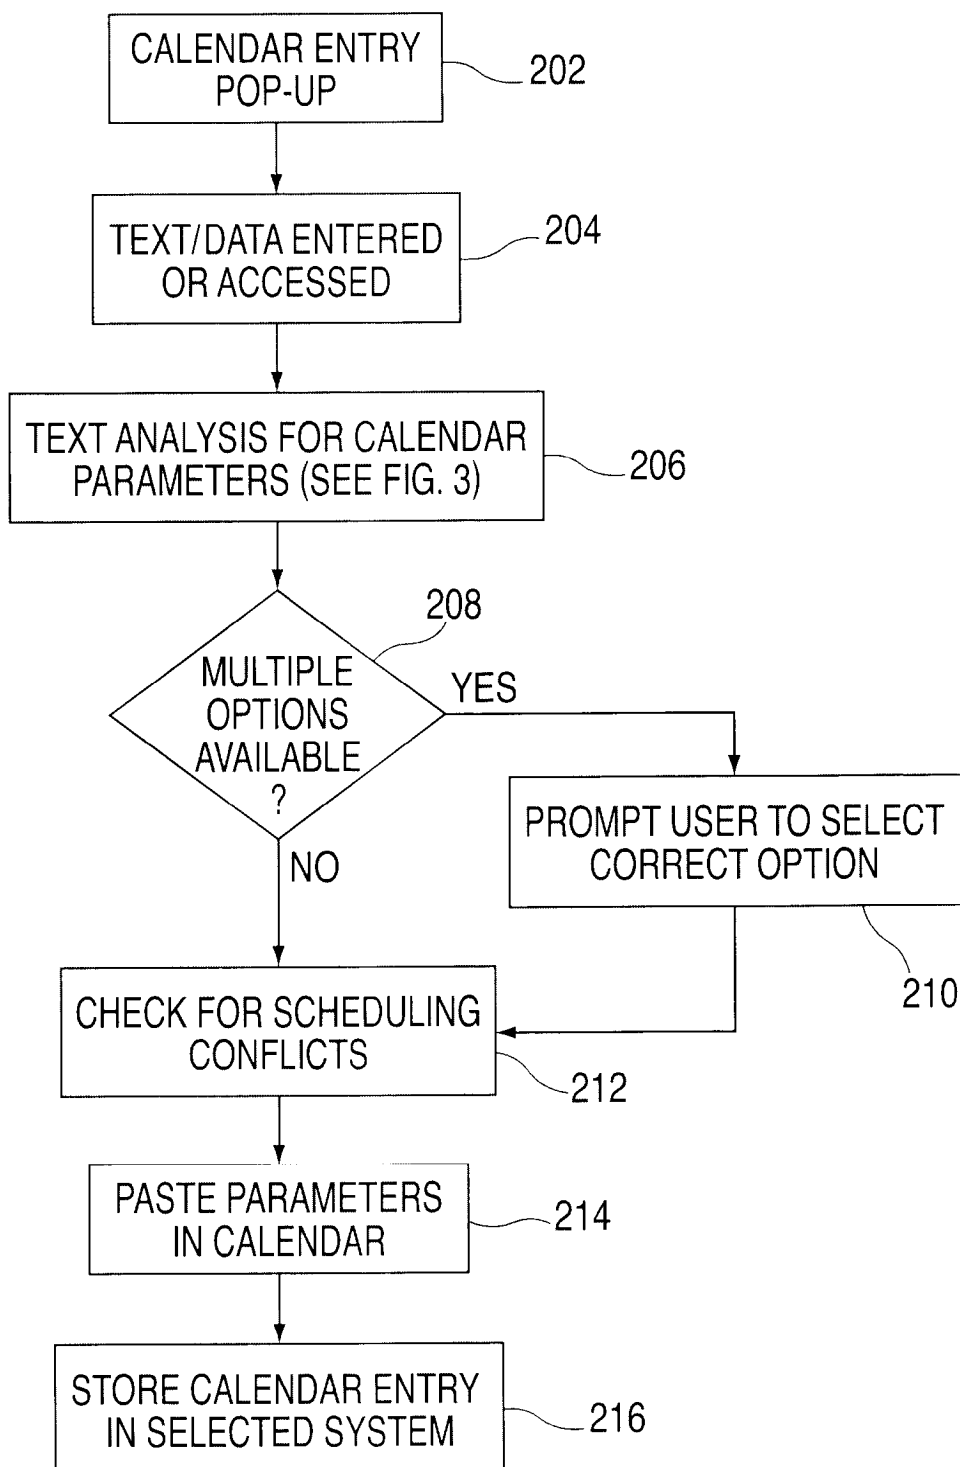 CALENDAR ENTRY
POP-UP
202
TEXT/DATA ENTERED
OR ACCESSED
204
TEXT ANALYSIS FOR CALENDAR
PARAMETERS (SEE FIG. 3)
206
208
MULTIPLE
OPTIONS
AVAILABLE
?
YES
NO
PROMPT USER TO SELECT
CORRECT OPTION
210
CHECK FOR SCHEDULING
CONFLICTS
212
PASTE PARAMETERS
IN CALENDAR
214
STORE CALENDAR ENTRY
IN SELECTED SYSTEM
216